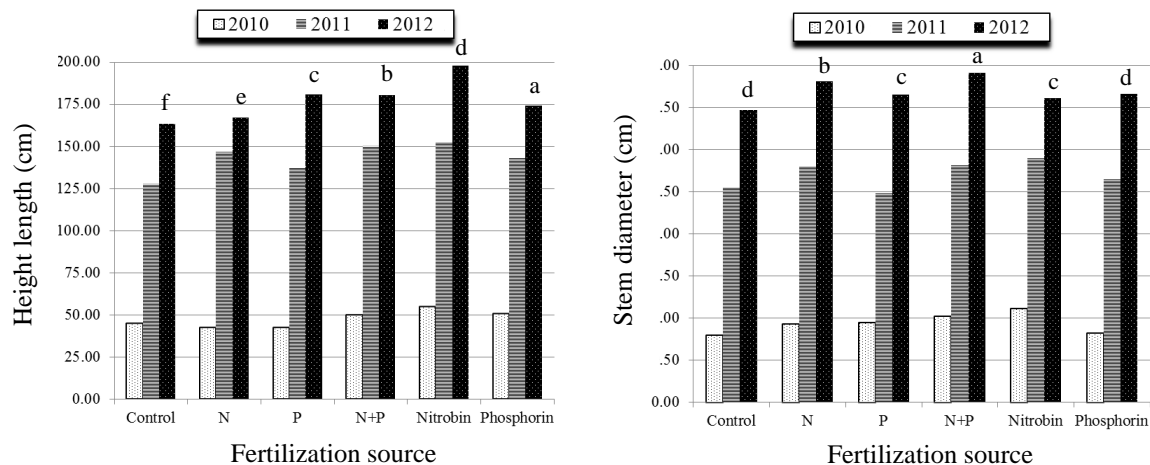 2010 2011 2012
200.00
175.00
150.00
125.00
100.00
75.00
50.00
25.00
0.00
Height length (cm)
f e c b d a
Control N P N+P Nitrobin Phosphorin
Fertilization source
2010 2011 2012
.00
.50
.00
.50
.00
.50
.00
.50
0.00
Stem diameter (cm)
d b c a c d
Control N P N+P Nitrobin Phosphorin
Fertilization source